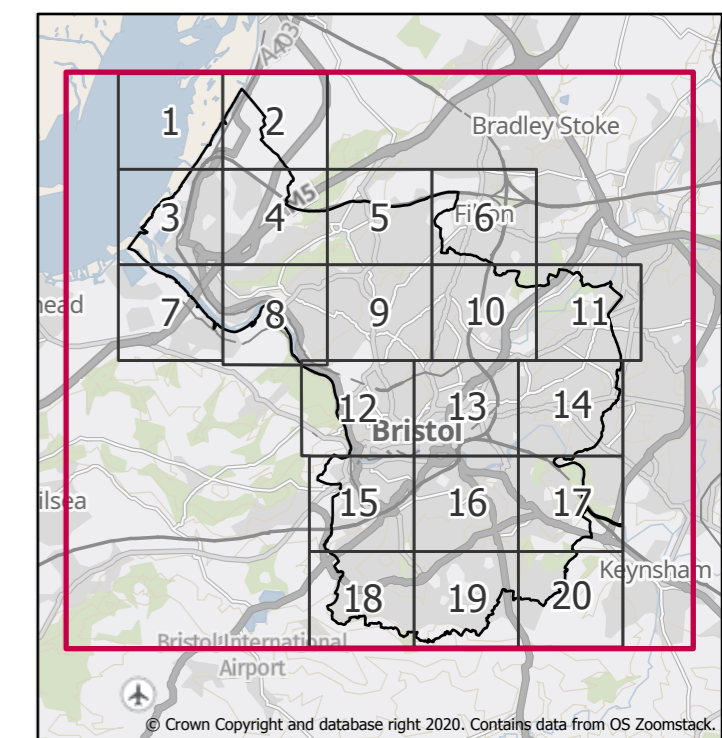 A403
1
2
Bradley Stoke
M5
3
4
5
6
Filton
head
7
8
9
10
11
12
13
14
Bristol
ilsea
15
16
17
Keynsham
18
19
20
Bristol International
Airport
© Crown Copyright and database right 2020. Contains data from OS Zoomstack.